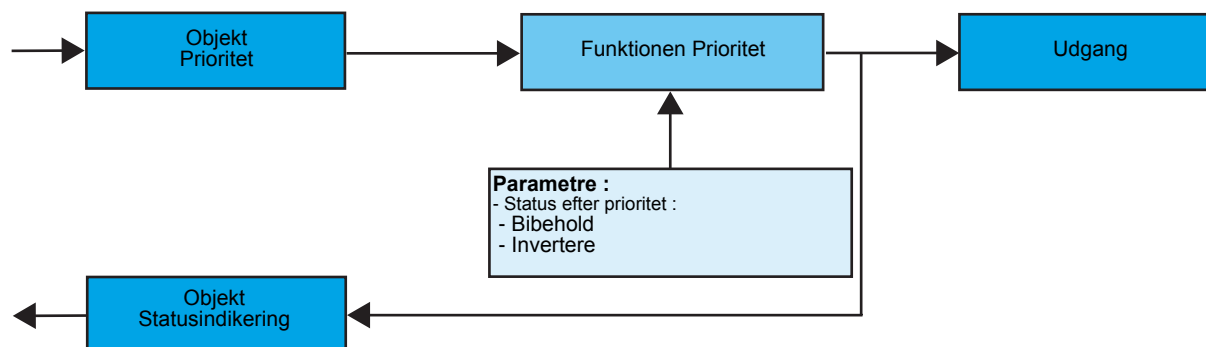 Objekt
Prioritet
Funktionen Prioritet
Udgang
Parametre :
- Status efter prioritet :
- Bibehold
- Invertere
Objekt
Statusindikering